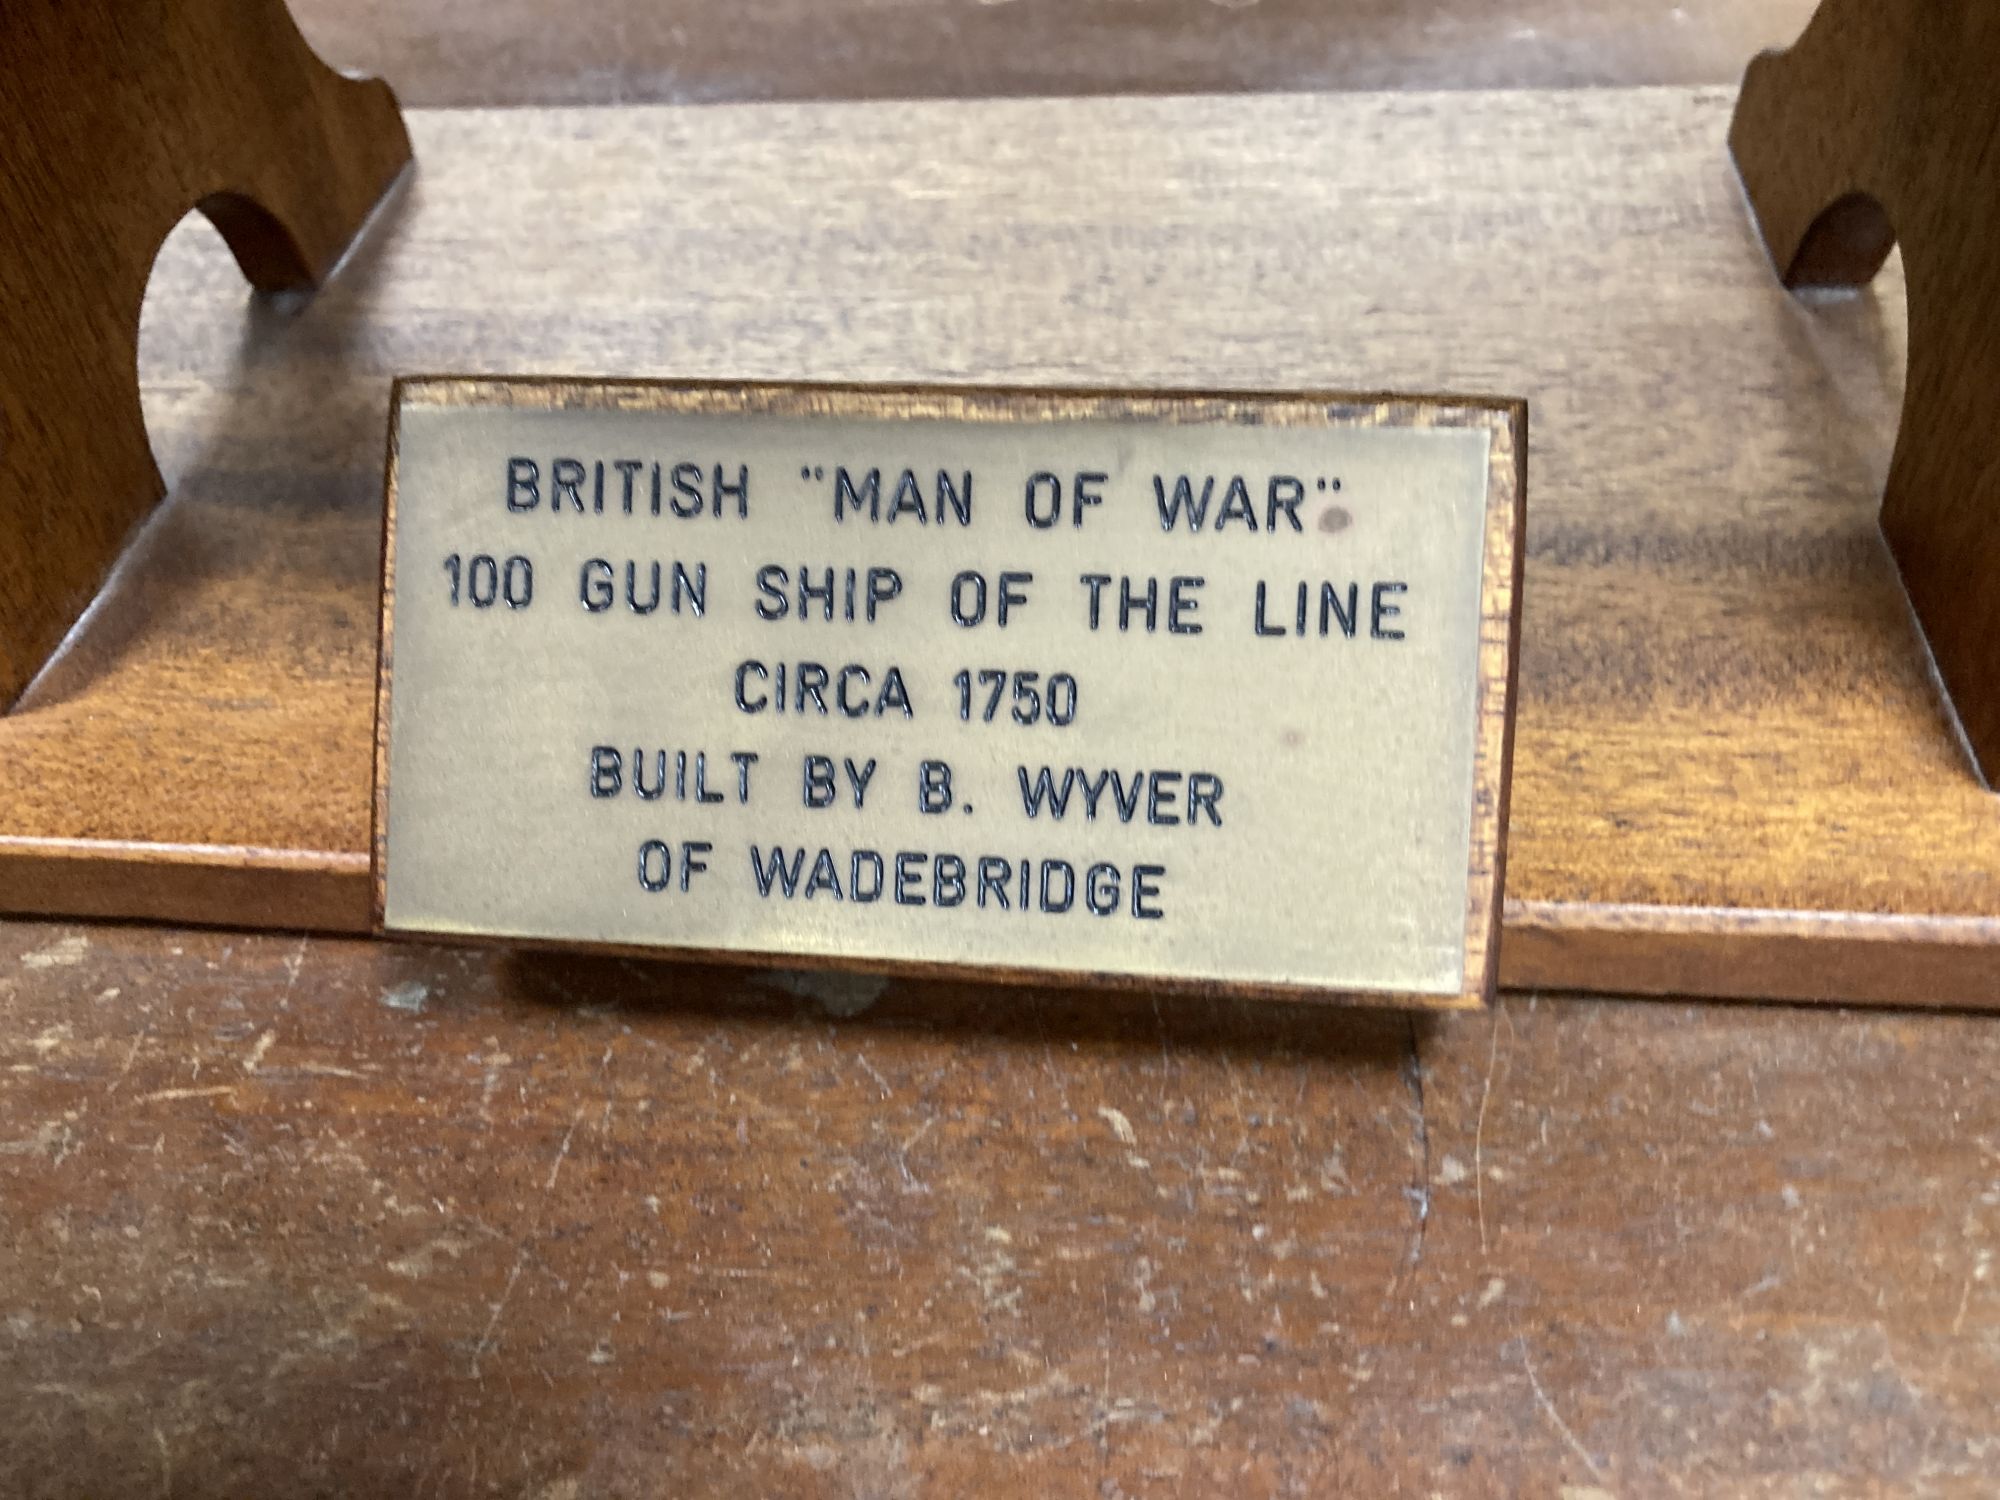 BRITISH "MAN OF WAR"
100 GUN SHIP OF THE LINE
CIRCA 1750
BUILT BY B. WYVER
OF WADEBRIDGE